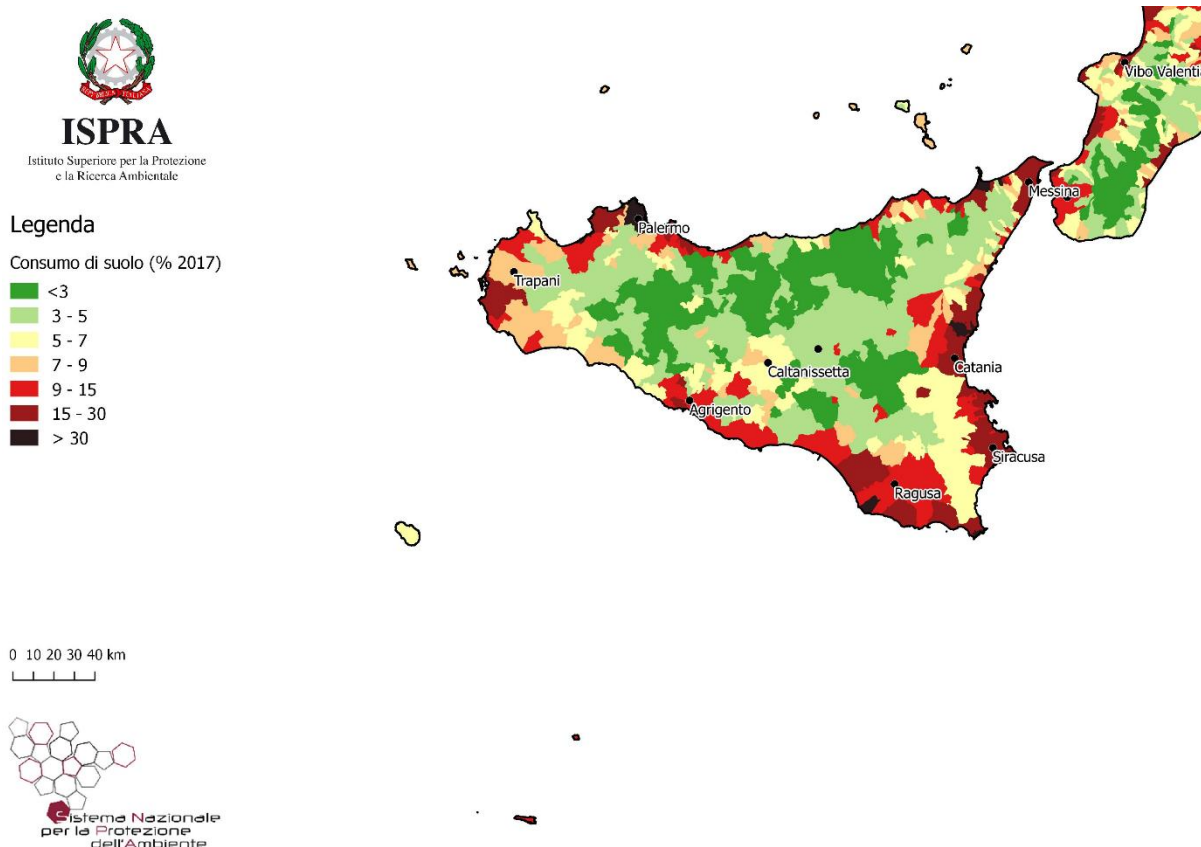 ISPRA
Istituto Superiore per la Protezione
e la Ricerca Ambientale
Legenda
Consumo di suolo (% 2017)
<3
3 - 5
5 - 7
7 - 9
9 - 15
15 - 30
> 30
0 10 20 30 40 km
Sistema Nazionale
per la Protezione
dell'Ambiente
Vibo Valenti
Messina
Palermo
Trapani
Catania
Caltanissetta
Agrigento
Siracusa
Ragusa